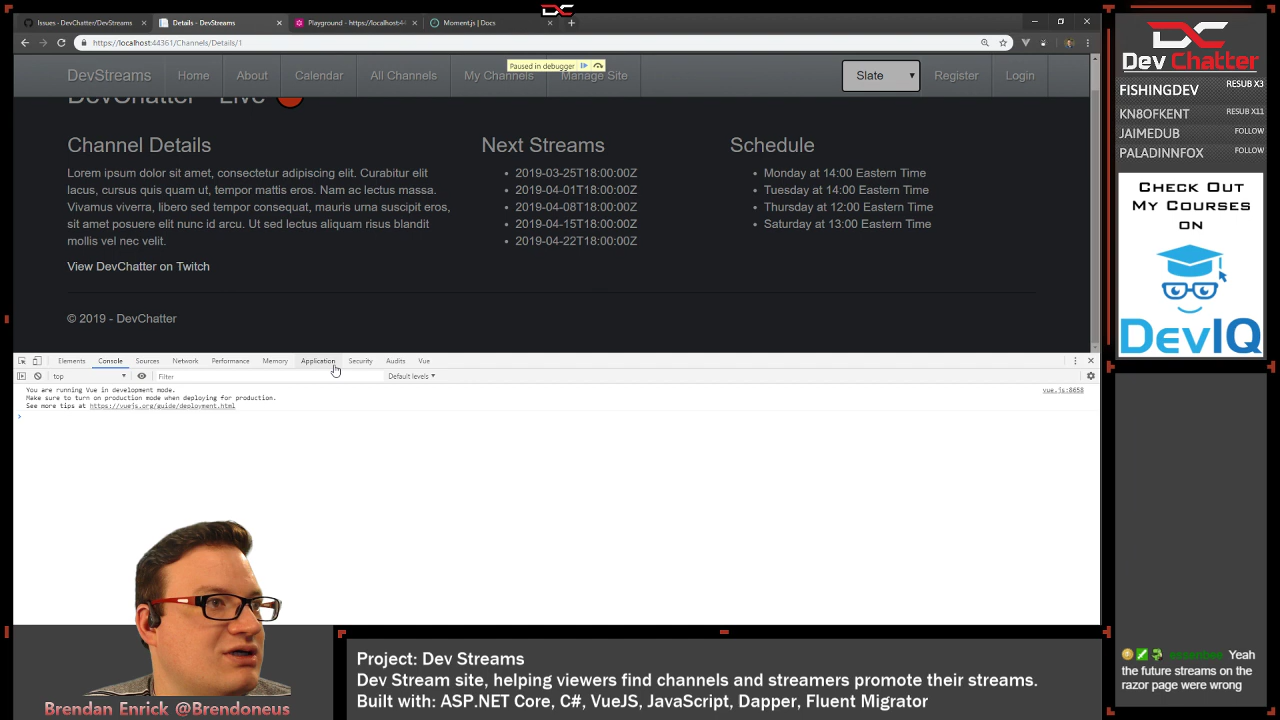 Issues - DevChatter/DevStreams
Details - DevStreams
Playground - https://localhost:44
Moment.js | Docs
DC
https://localhost:44361/Channels/Details/1
Paused in debugger
DevStreams
Home
About
Calendar
All Channels
My Channels
Manage Site
Slate
Register
Login
DevChatter - Live
Channel Details
Lorem ipsum dolor sit amet, consectetur adipiscing elit. Curabitur elit
lacus, cursus quis quam ut, tempor mattis eros. Nam ac lectus massa.
Vivamus viverra, libero sed tempor consequat, mauris urna suscipit eros,
sit amet posuere elit nunc id arcu. Ut sed lectus aliquam risus blandit
mollis vel nec velit.
View DevChatter on Twitch
Next Streams
2019-03-25T18:00:00Z
2019-04-01T18:00:00Z
2019-04-08T18:00:00Z
2019-04-15T18:00:00Z
2019-04-22T18:00:00Z
Schedule
Monday at 14:00 Eastern Time
Tuesday at 14:00 Eastern Time
Thursday at 12:00 Eastern Time
Saturday at 13:00 Eastern Time
© 2019 - DevChatter
Elements Console Sources Network Performance Memory Application Security Audits Vue
top
Filter
Default levels
You are running Vue in development mode.
Make sure to turn on production mode when deploying for production.
See more tips at https://vuejs.org/guide/deployment.html
vue.js:8658
DC
Dev Chatter
FISHINGDEV RESUB X3
KN8OFKENT RESUB X11
JAIMEDUB FOLLOW
PALADINNFOX FOLLOW
CHECK OUT
MY COURSES
ON
DevIQ
essenbee Yeah
the future streams on the
razor page were wrong
Brendan Enrick @Brendoneus
Project: Dev Streams
Dev Stream site, helping viewers find channels and streamers promote their streams.
Built with: ASP.NET Core, C#, VueJS, JavaScript, Dapper, Fluent Migrator